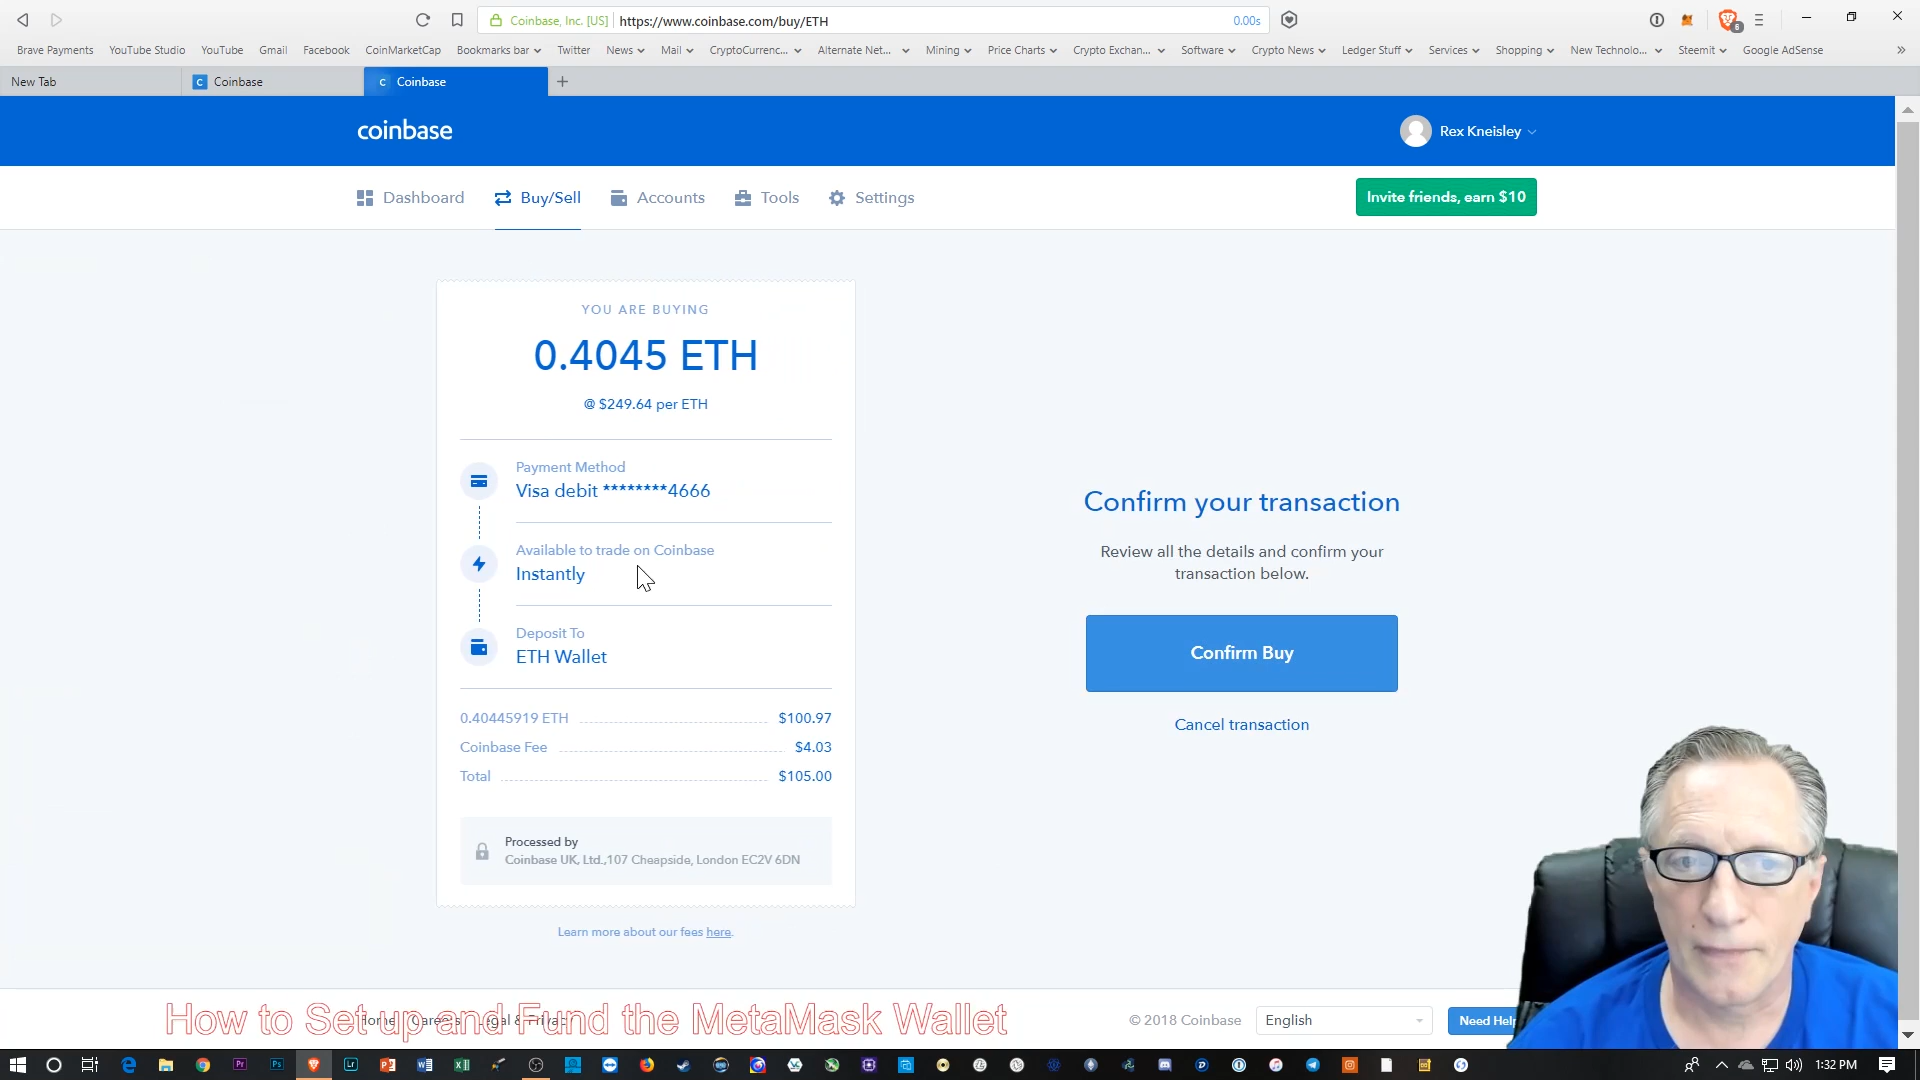 Coinbase, Inc. [US] https://www.coinbase.com/buy/ETH 0.00s
Brave Payments YouTube Studio YouTube Gmail Facebook CoinMarketCap Bookmarks bar Twitter News Mail CryptoCurrenc... Alternate Net... Mining Price Charts Crypto Exchan... Software Crypto News Ledger Stuff Services Shopping New Technolo... Steemit Google AdSense
New Tab Coinbase Coinbase
coinbase Rex Kneisley
Dashboard Buy/Sell Accounts Tools Settings Invite friends, earn $10
YOU ARE BUYING
0.4045 ETH
@ $249.64 per ETH
Payment Method
Visa debit ********4666
Available to trade on Coinbase
Instantly
Deposit To
ETH Wallet
0.40445919 ETH $100.97
Coinbase Fee $4.03
Total $105.00
Processed by
Coinbase UK, Ltd.,107 Cheapside, London EC2V 6DN
Learn more about our fees here.
Confirm your transaction
Review all the details and confirm your
transaction below.
Confirm Buy
Cancel transaction
How to Set up and Fund the MetaMask Wallet
Home Careers Legal & Privacy
© 2018 Coinbase English Need Help
1:32 PM